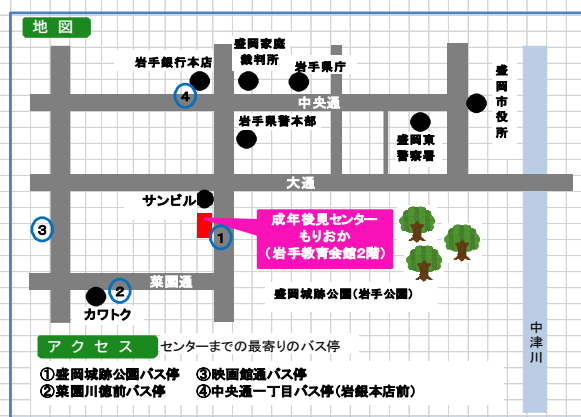 地 図
盛岡家庭
裁判所
岩手銀行本店
岩手県庁
盛岡市役所
④
中央通
岩手県警本部
盛岡東
警察署
大通
サンビル
成年後見センター
もりおか
（岩手教育会館2階）
③
①
菜園通
②
盛岡城跡公園（岩手公園）
カワトク
中津川
ア ク セ ス センターまでの最寄りのバス停
①盛岡城跡公園バス停 ③映画館通バス停
②菜園川徳前バス停 ④中央通一丁目バス停（岩銀本店前）